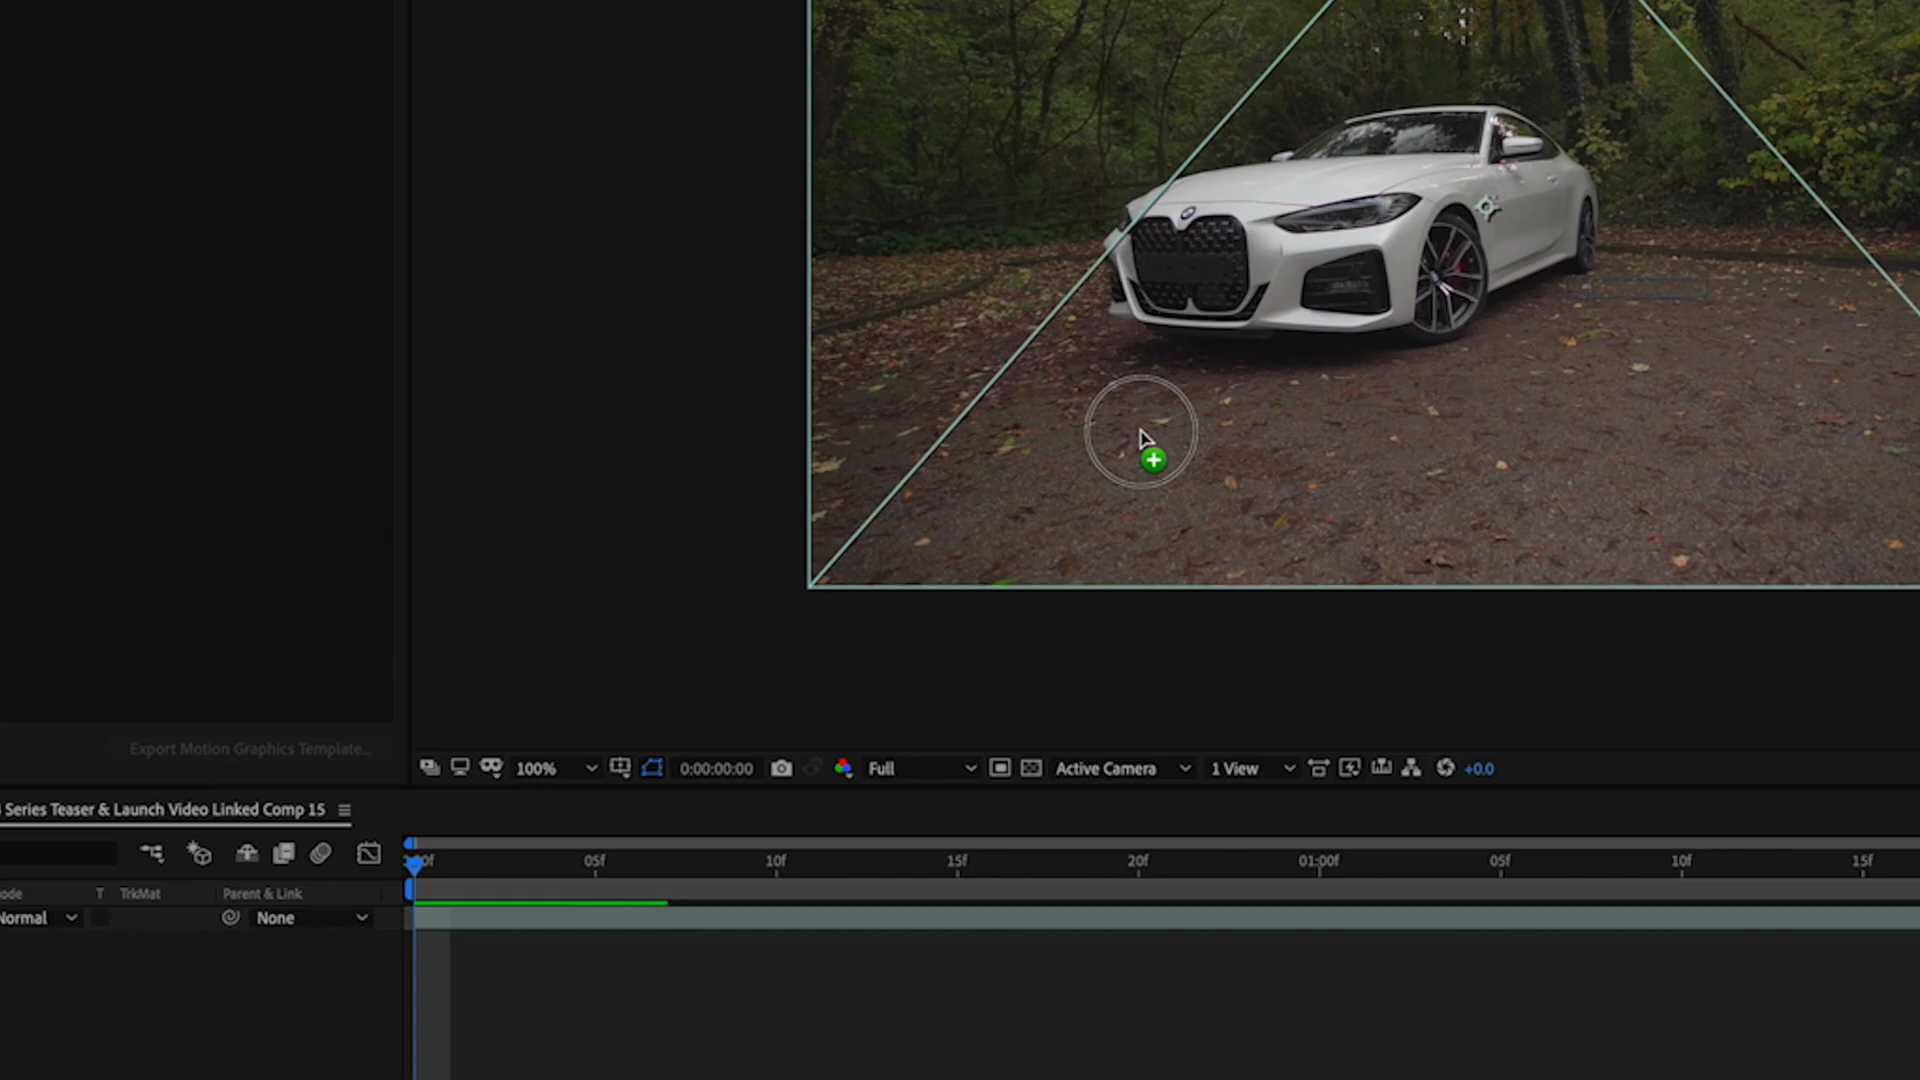 Export Motion Graphics Template...
100%
0:00:00:00
Full
Active Camera
1 View
+0.0
Series Teaser & Launch Video Linked Comp 15
05f
10f
15f
20f
01:00f
05f
10f
15f
ode
T
TrkMat
Parent & Link
Normal
None